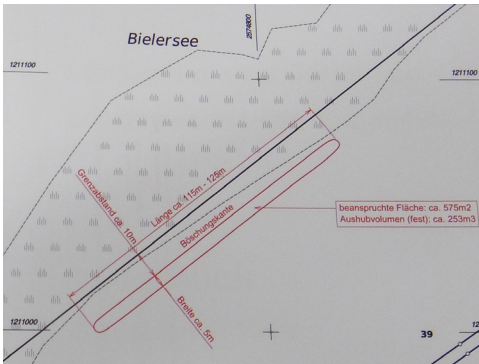 Bielersee
2574800
1211100
1211100
Länge ca. 115m - 125m
Grenzabstand ca. 10m
Böschungskante
beanspruchte Fläche: ca. 575m2
Aushubvolumen (fest): ca. 253m3
Breite ca. 5m
1211000
39